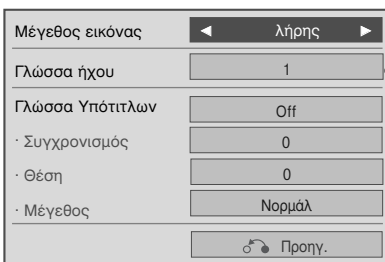 Μέγεθος εικόνας ◄ λήρης ►
Γλώσσα ήχου 1
Γλώσσα Υπότιτλων Off
· Συγχρονισμός 0
· Θέση 0
· Μέγεθος Νορμάλ
Προηγ.